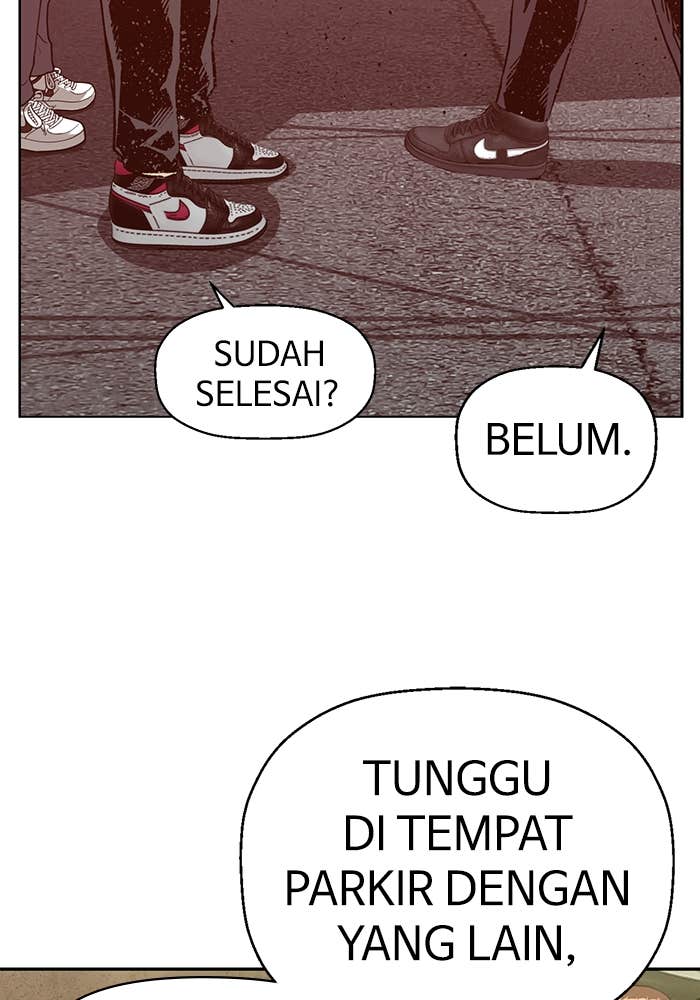 SUDAH
SELESAI?
BELUM.
TUNGGU
DI TEMPAT
PARKIR DENGAN
YANG LAIN,